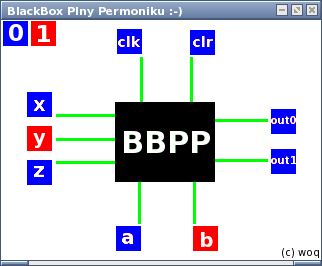 BlackBox Plny Permoniku :-)
0 1
clk clr
x
y
z
BBPP
out0
out1
a b
(c) woq